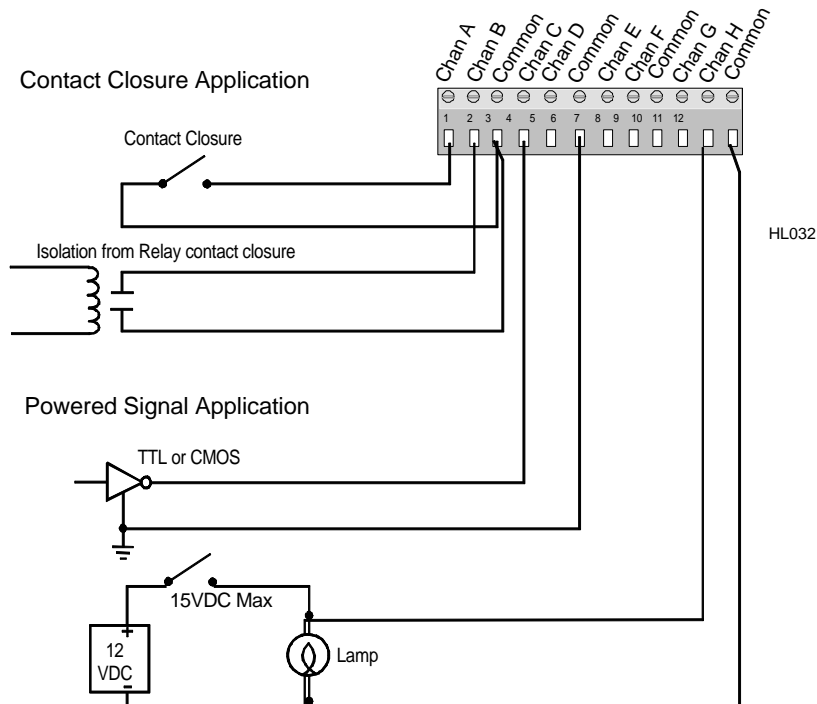 Chan A
Chan B
Common
Chan C
Chan D
Common
Chan E
Chan F
Common
Chan G
Chan H
Common
Contact Closure Application
1 2 3 4 5 6 7 8 9 10 11 12
Contact Closure
HL032
Isolation from Relay contact closure
Powered Signal Application
TTL or CMOS
15VDC Max
+
12
VDC
-
Lamp